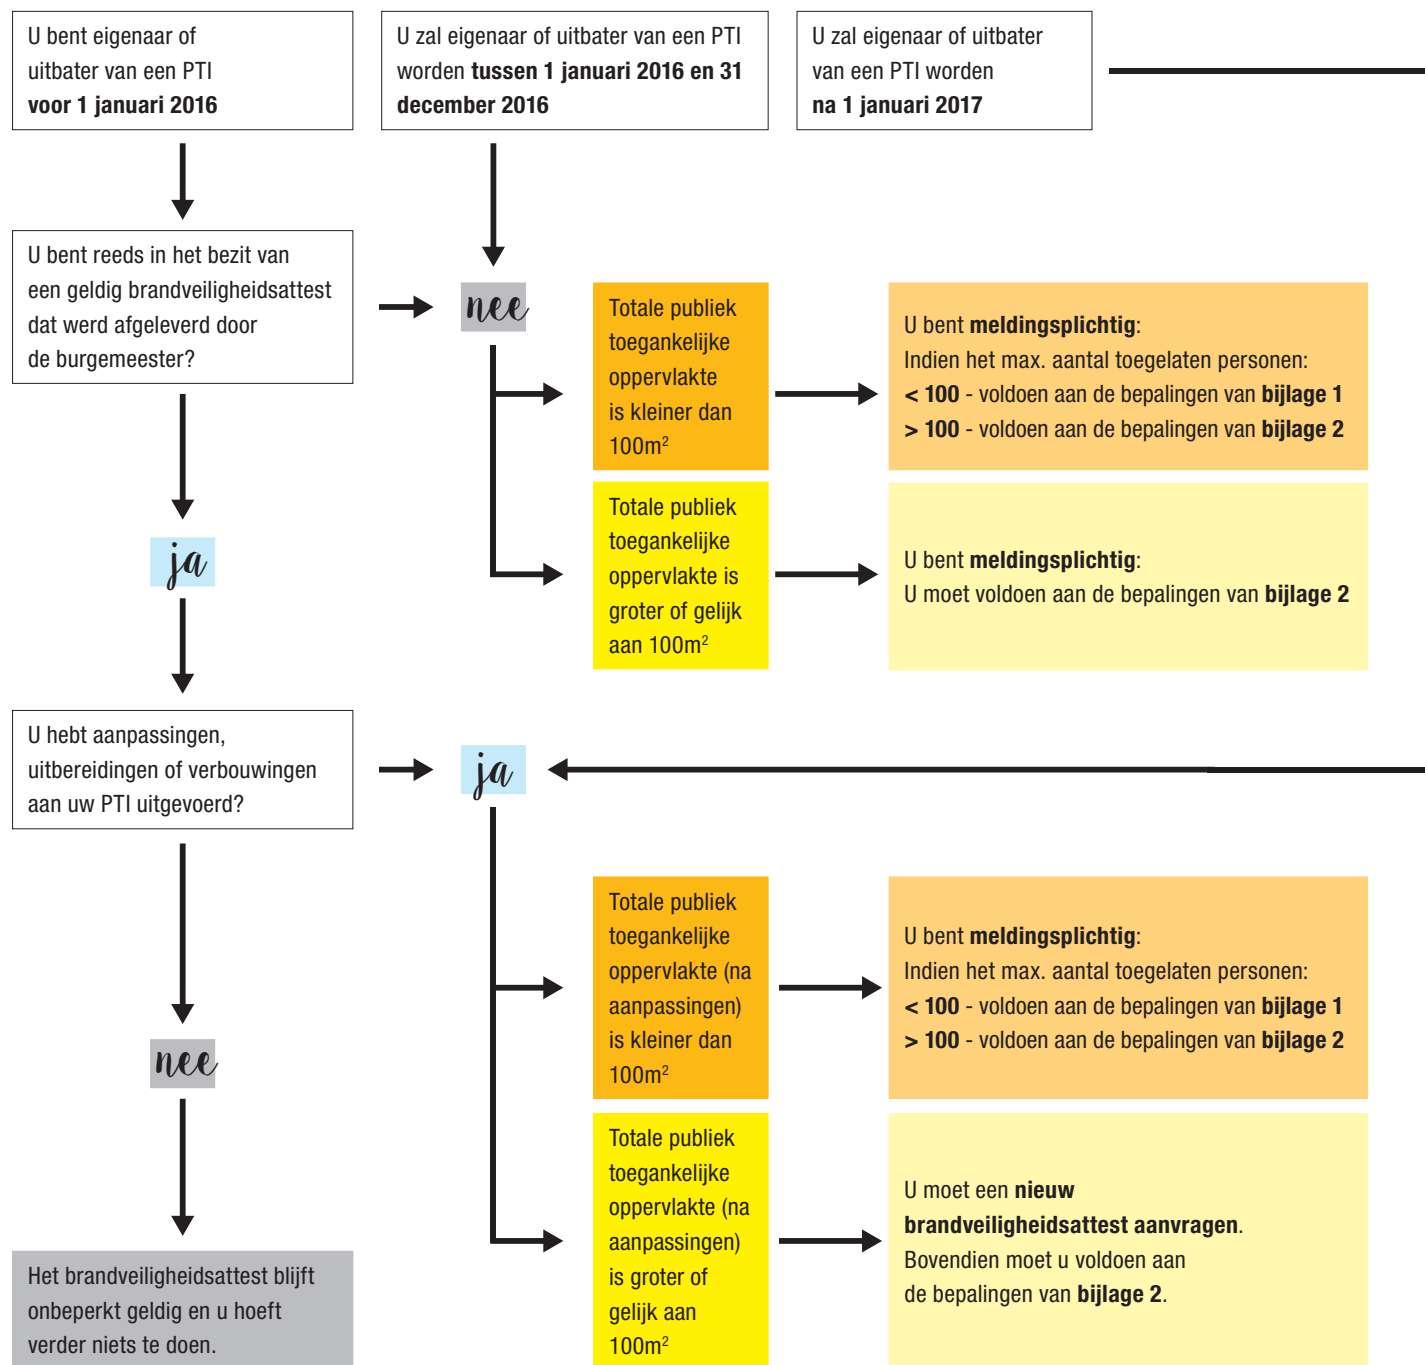 U bent eigenaar of
uitbater van een PTI
voor 1 januari 2016
U zal eigenaar of uitbater van een PTI
worden tussen 1 januari 2016 en 31
december 2016
U zal eigenaar of uitbater
van een PTI worden
na 1 januari 2017
U bent reeds in het bezit van
een geldig brandveiligheidsattest
dat werd afgeleverd door
de burgemeester?
nee
Totale publiek
toegankelijke
oppervlakte
is kleiner dan
100m²
U bent meldingsplichtig:
Indien het max. aantal toegelaten personen:
< 100 - voldoen aan de bepalingen van bijlage 1
> 100 - voldoen aan de bepalingen van bijlage 2
Totale publiek
toegankelijke
oppervlakte is
groter of gelijk
aan 100m²
U bent meldingsplichtig:
U moet voldoen aan de bepalingen van bijlage 2
ja
U hebt aanpassingen,
uitbereidingen of verbouwingen
aan uw PTI uitgevoerd?
ja
Totale publiek
toegankelijke
oppervlakte (na
aanpassingen)
is kleiner dan
100m²
U bent meldingsplichtig:
Indien het max. aantal toegelaten personen:
< 100 - voldoen aan de bepalingen van bijlage 1
> 100 - voldoen aan de bepalingen van bijlage 2
nee
Totale publiek
toegankelijke
oppervlakte (na
aanpassingen)
is groter of
gelijk aan
100m²
U moet een nieuw
brandveiligheidsattest aanvragen.
Bovendien moet u voldoen aan
de bepalingen van bijlage 2.
Het brandveiligheidsattest blijft
onbeperkt geldig en u hoeft
verder niets te doen.